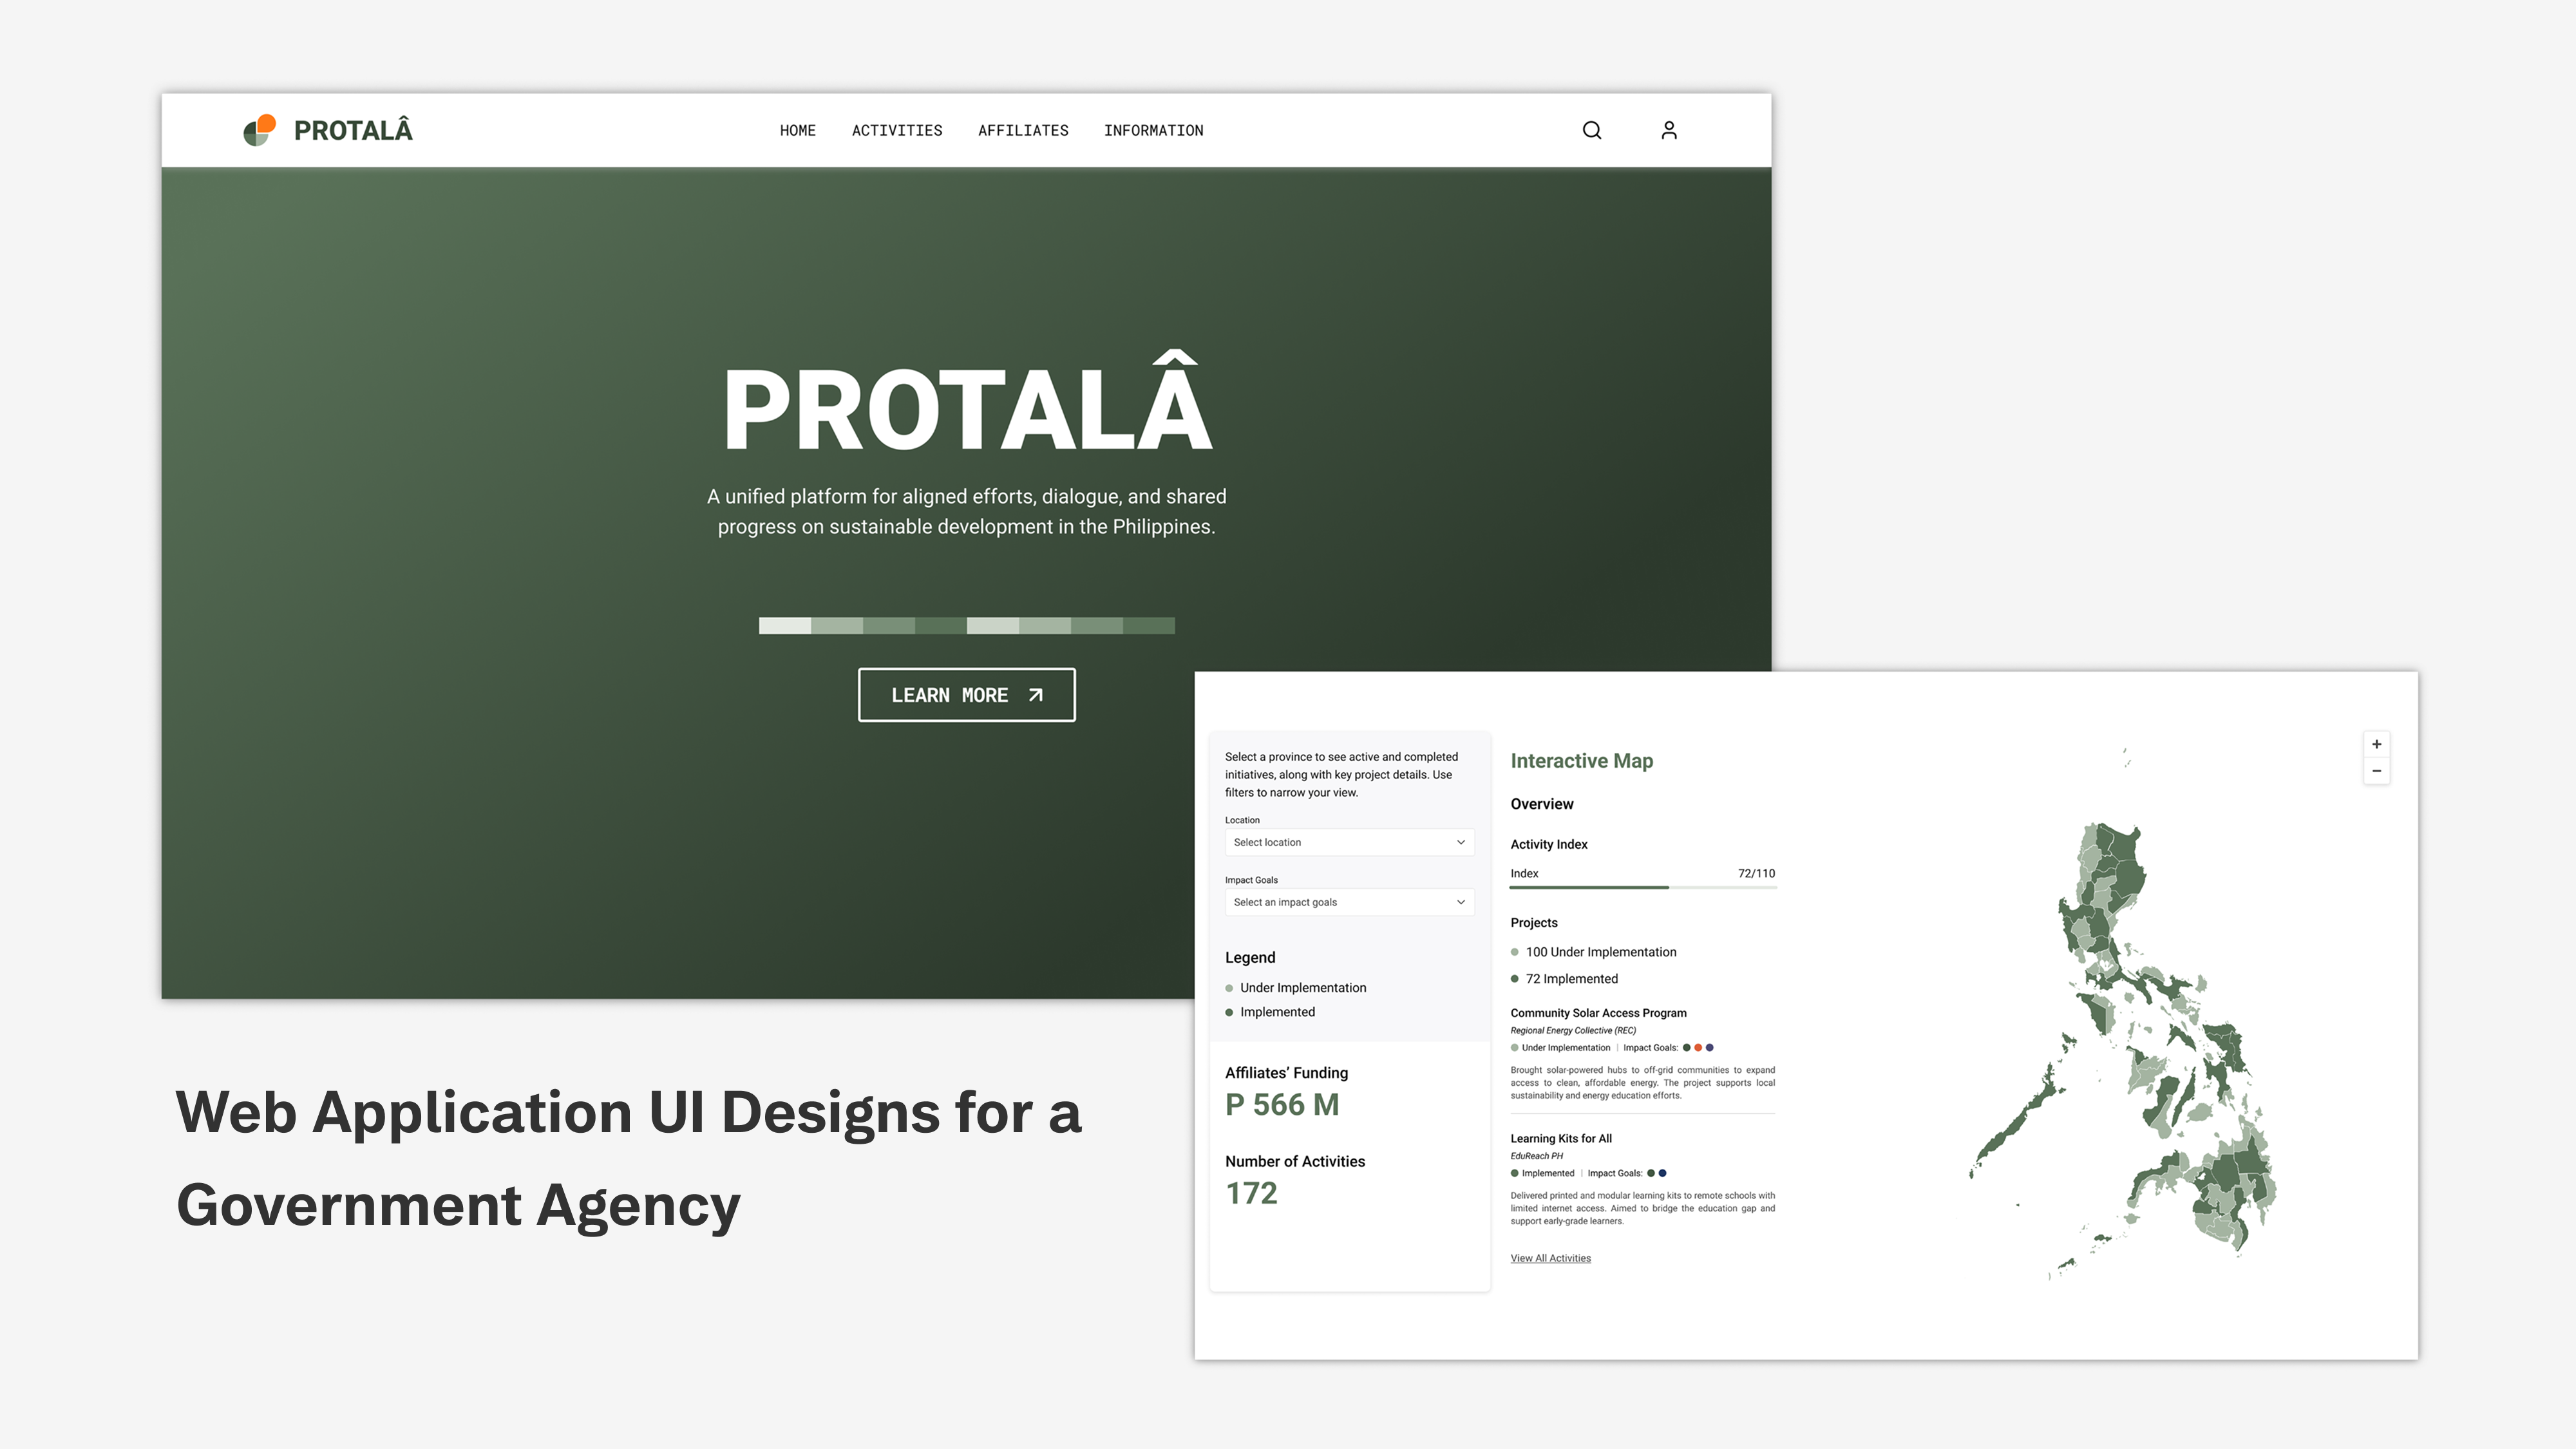 PROTALÂ
HOME ACTIVITIES AFFILIATES INFORMATION
PROTALÂ
A unified platform for aligned efforts, dialogue, and shared
progress on sustainable development in the Philippines.
LEARN MORE
Web Application UI Designs for a
Government Agency
Select a province to see active and completed
initiatives, along with key project details. Use
filters to narrow your view.
Location
Select location
Impact Goals
Select an impact goals
Legend
Under Implementation
Implemented
Affiliates’ Funding
P 566 M
Number of Activities
172
Interactive Map
Overview
Activity Index
Index 72/110
Projects
100 Under Implementation
72 Implemented
Community Solar Access Program
Regional Energy Collective (REC)
Under Implementation | Impact Goals:
Brought solar-powered hubs to off-grid communities to expand
access to clean, affordable energy. The project supports local
sustainability and energy education efforts.
Learning Kits for All
EduReach PH
Implemented | Impact Goals:
Delivered printed and modular learning kits to remote schools with
limited internet access. Aimed to bridge the education gap and
support early-grade learners.
View All Activities
+
−